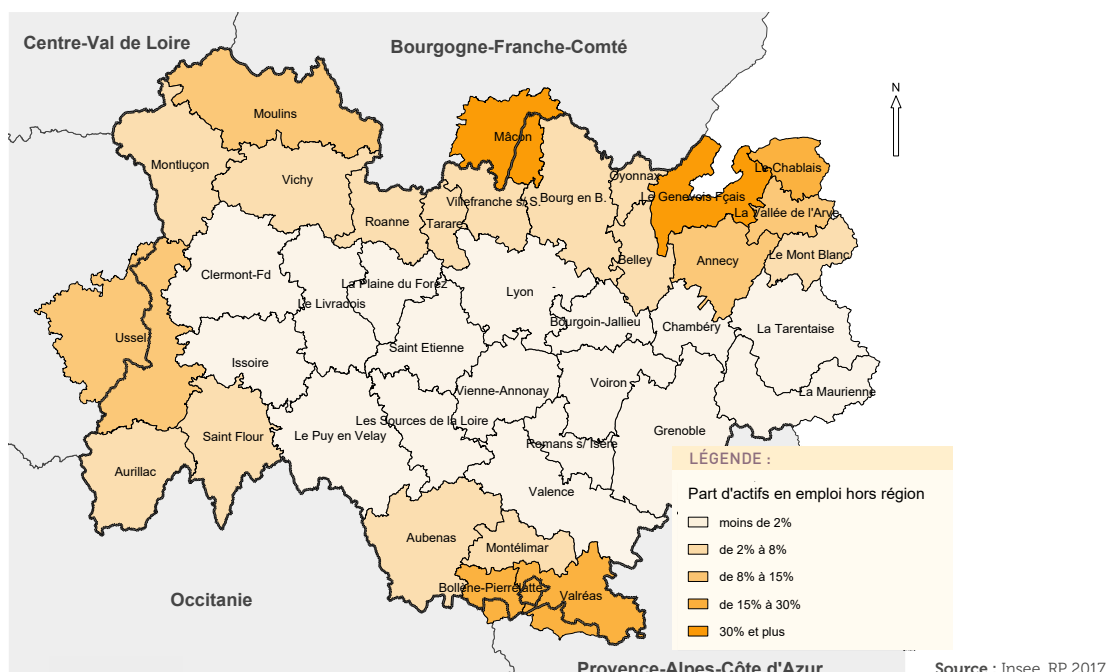 Centre-Val de Loire
Bourgogne-Franche-Comté
N
Moulins
Mâcon
Montluçon
Vichy
Le Chablais
Oyonnax
Villefranche s/ S.
Bourg en B.
Le Genevois Fçais
Roanne
Tarare
La Vallée de l'Arve
Belley
Annecy
Le Mont Blanc
Clermont-Fd
La Plaine du Forez
Lyon
Le Livradois
Bourgoin-Jallieu
Chambéry
La Tarentaise
Ussel
Saint Etienne
Issoire
Voiron
Vienne-Annonay
La Maurienne
Les Sources de la Loire
Saint Flour
Le Puy en Velay
Grenoble
Romans s/ Isère
Aurillac
Valence
Aubenas
Montélimar
Bollène-Pierrelatte
Valréas
Occitanie
Provence-Alpes-Côte d'Azur
LÉGENDE :
Part d'actifs en emploi hors région
moins de 2%
de 2% à 8%
de 8% à 15%
de 15% à 30%
30% et plus
Source : Insee, RP 2017